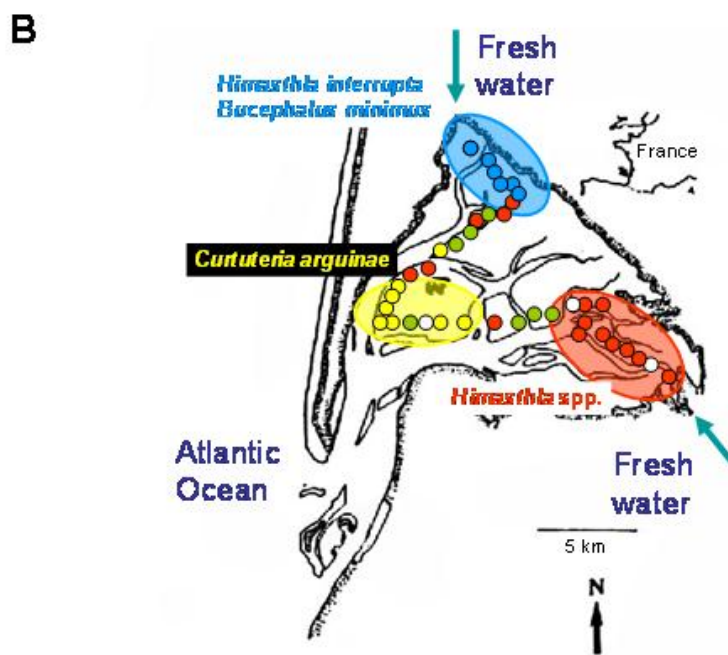 B
Fresh
water
Himasthla interrupta
Bucephalus minimus
France
Curtuteria arguinae
Himasthla spp.
Atlantic
Ocean
Fresh
water
5 km
N